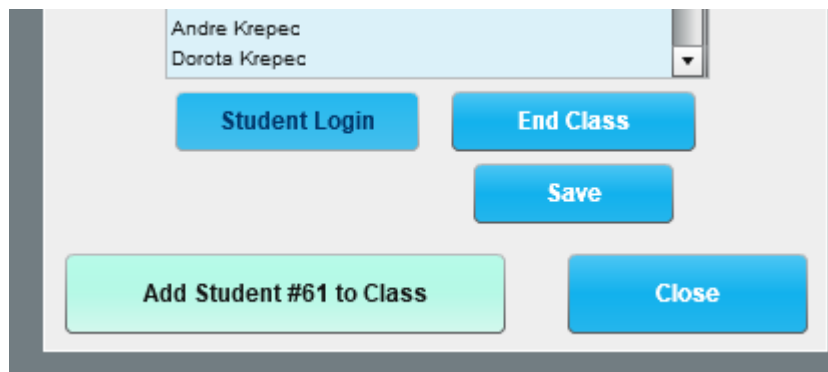 Andre Krepec
Dorota Krepec
Student Login
End Class
Save
Add Student #61 to Class
Close